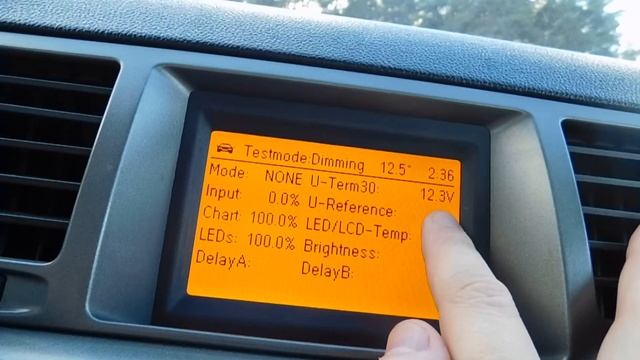 Testmode:Dimming 12.5° 2:36
Mode: NONE U-Term30: 12.3V
Input: 0.0% U-Reference:
Chart: 100.0% LED/LCD-Temp:
LEDs: 100.0% Brightness:
DelayA: DelayB: